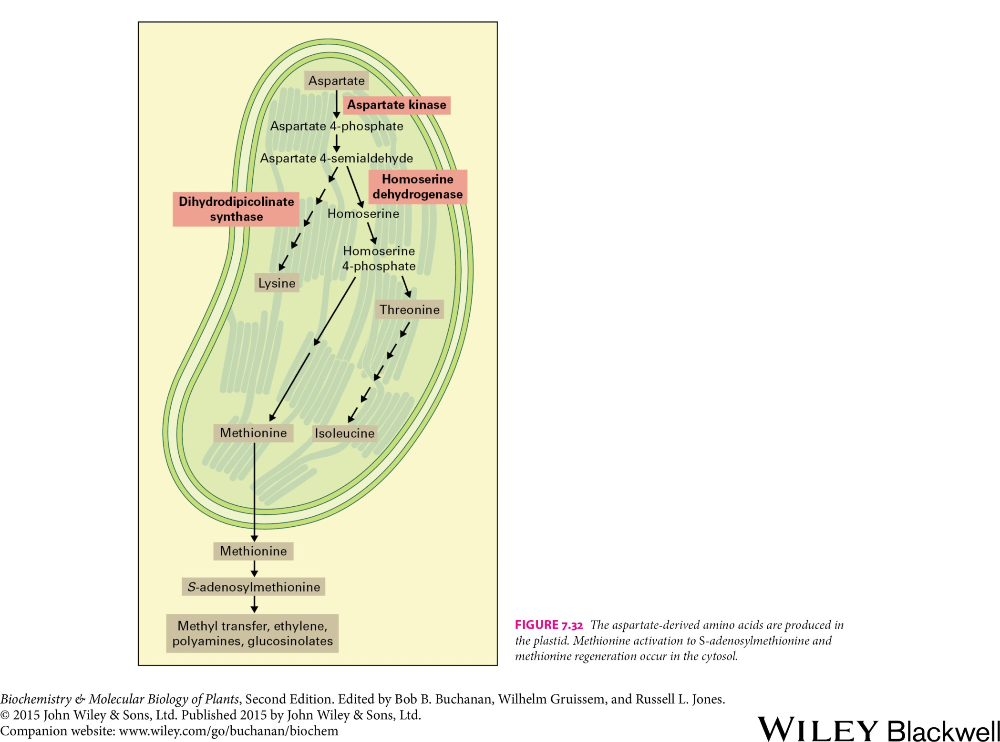 Aspartate
Aspartate kinase
Aspartate 4-phosphate
Aspartate 4-semialdehyde
Homoserine
dehydrogenase
Dihydrodipicolinate
synthase
Homoserine
Homoserine
4-phosphate
Lysine
Threonine
Methionine
Isoleucine
Methionine
S-adenosylmethionine
Methyl transfer, ethylene,
polyamines, glucosinolates
FIGURE 7.32 The aspartate-derived amino acids are produced in
the plastid. Methionine activation to S-adenosylmethionine and
methionine regeneration occur in the cytosol.
Biochemistry & Molecular Biology of Plants, Second Edition. Edited by Bob B. Buchanan, Wilhelm Gruissem, and Russell L. Jones.
© 2015 John Wiley & Sons, Ltd. Published 2015 by John Wiley & Sons, Ltd.
Companion website: www.wiley.com/go/buchanan/biochem
WILEY Blackwell